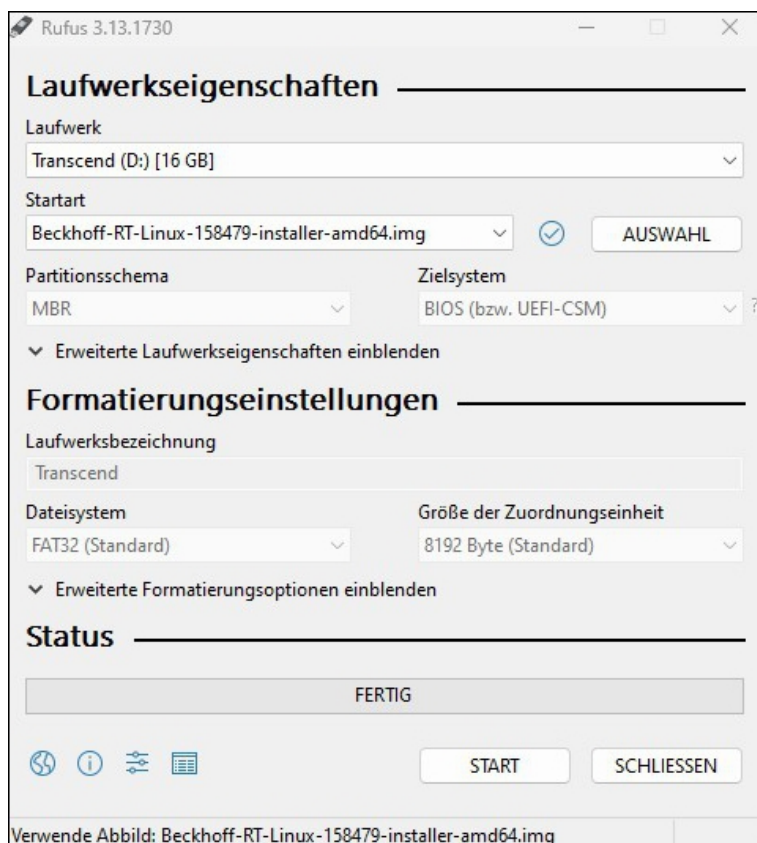 Rufus 3.13.1730
Laufwerkseigenschaften
Laufwerk
Transcend (D:) [16 GB]
Startart
Beckhoff-RT-Linux-158479-installer-amd64.img AUSWAHL
Partitionsschema Zielsystem
MBR BIOS (bzw. UEFI-CSM) ?
Erweiterte Laufwerkseigenschaften einblenden
Formatierungseinstellungen
Laufwerksbezeichnung
Transcend
Dateisystem Größe der Zuordnungseinheit
FAT32 (Standard) 8192 Byte (Standard)
Erweiterte Formatierungsoptionen einblenden
Status
FERTIG
START SCHLIESSEN
Verwende Abbild: Beckhoff-RT-Linux-158479-installer-amd64.img